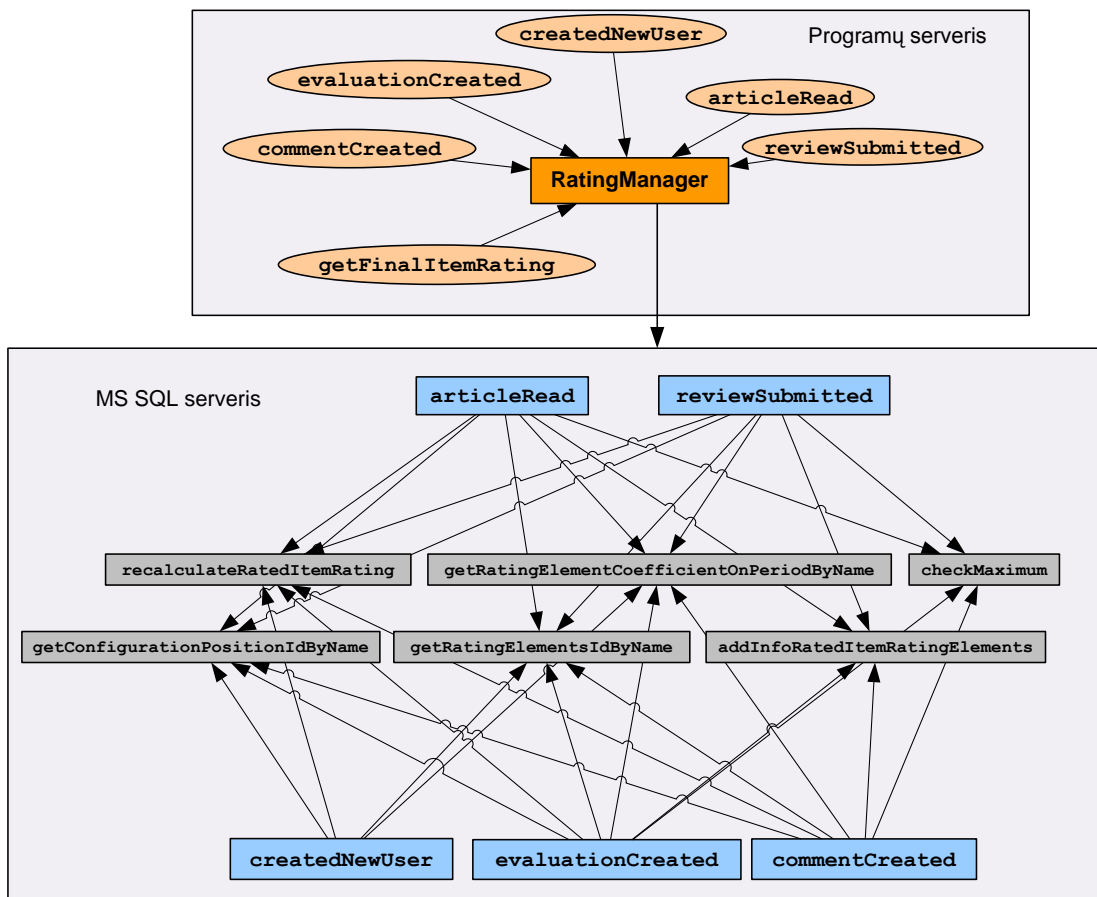 createdNewUser
Programų serveris
evaluationCreated
articleRead
commentCreated
reviewSubmitted
RatingManager
getFinalItemRating
MS SQL serveris
articleRead
reviewSubmitted
recalculateRatedItemRating
getRatingElementCoefficientOnPeriodByName
checkMaximum
getConfigurationPositionIdByName
getRatingElementsIdByName
addInfoRatedItemRatingElements
createdNewUser
evaluationCreated
commentCreated